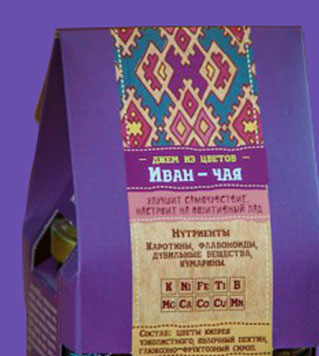 ДЖЕМ ИЗ ЦВЕТОВ
ИВАН – ЧАЯ
УЛУЧШИТ САМОЧУВСТВИЕ,
НАСТРОИТ НА ПОЗИТИВНЫЙ ЛАД
НУТРИЕНТЫ
КАРОТИНЫ, ФЛАВОНОИДЫ,
ДУБИЛЬНЫЕ ВЕЩЕСТВА,
КУМАРИНЫ.
K NI FE TI B
MG CA CO CU MN
СОСТАВ: ЦВЕТЫ КИПРЕЯ
УЗКОЛИСТНОГО, ЯБЛОЧНЫЙ ПЕКТИН,
ГЛЮКОЗНО-ФРУКТОЗНЫЙ СИРОП.